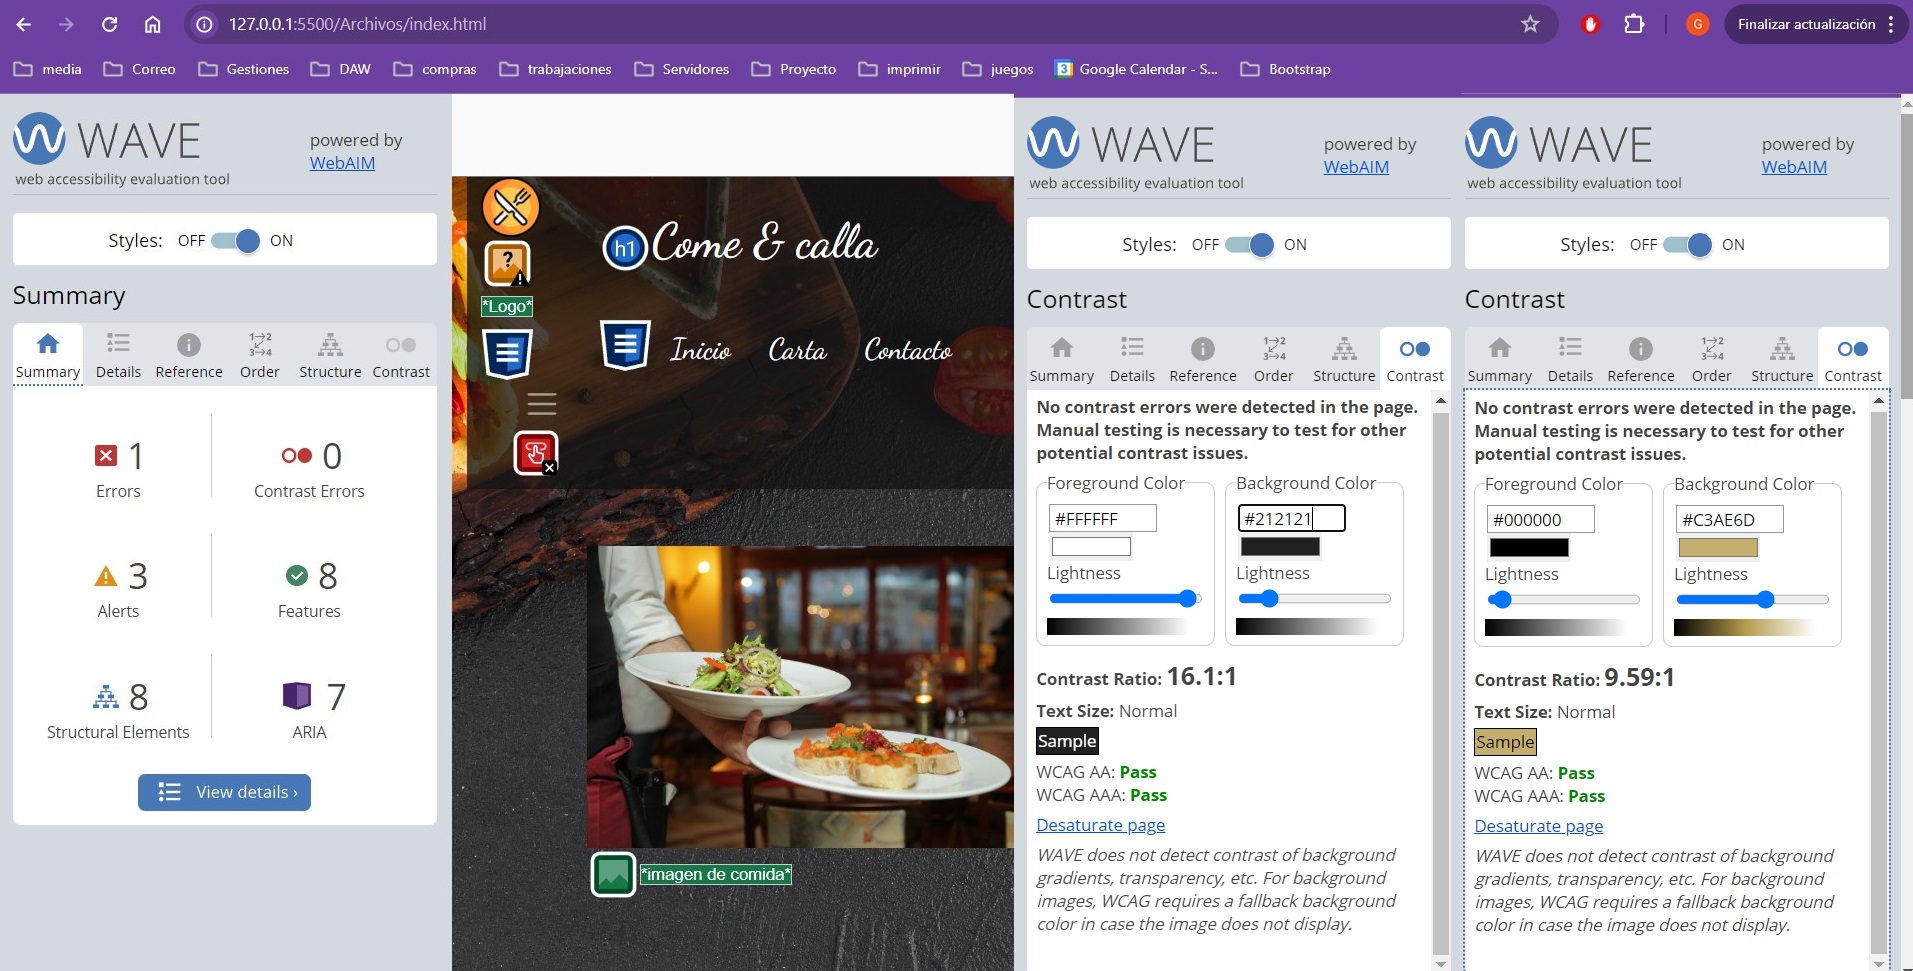 127.0.0.1:5500/Archivos/index.html
G
Finalizar actualización
media
Correo
Gestiones
DAW
compras
trabajaciones
Servidores
Proyecto
imprimir
juegos
3
Google Calendar - S...
Bootstrap
WAVE
web accessibility evaluation tool
powered by
WebAIM
Styles: OFF ON
Summary
Summary
Details
Reference
Order
Structure
Contrast
1
Errors
0
Contrast Errors
3
Alerts
8
Features
8
Structural Elements
7
ARIA
View details ›
h1
Come & calla
*Logo*
Inicio
Carta
Contacto
*imagen de comida*
WAVE
web accessibility evaluation tool
powered by
WebAIM
Styles: OFF ON
Contrast
Summary
Details
Reference
Order
Structure
Contrast
No contrast errors were detected in the page.
Manual testing is necessary to test for other
potential contrast issues.
Foreground Color
#FFFFFF
Lightness
Background Color
#212121
Lightness
Contrast Ratio: 16.1:1
Text Size: Normal
Sample
WCAG AA: Pass
WCAG AAA: Pass
Desaturate page
WAVE does not detect contrast of background
gradients, transparency, etc. For background
images, WCAG requires a fallback background
color in case the image does not display.
WAVE
web accessibility evaluation tool
powered by
WebAIM
Styles: OFF ON
Contrast
Summary
Details
Reference
Order
Structure
Contrast
No contrast errors were detected in the page.
Manual testing is necessary to test for other
potential contrast issues.
Foreground Color
#000000
Lightness
Background Color
#C3AE6D
Lightness
Contrast Ratio: 9.59:1
Text Size: Normal
Sample
WCAG AA: Pass
WCAG AAA: Pass
Desaturate page
WAVE does not detect contrast of background
gradients, transparency, etc. For background
images, WCAG requires a fallback background
color in case the image does not display.